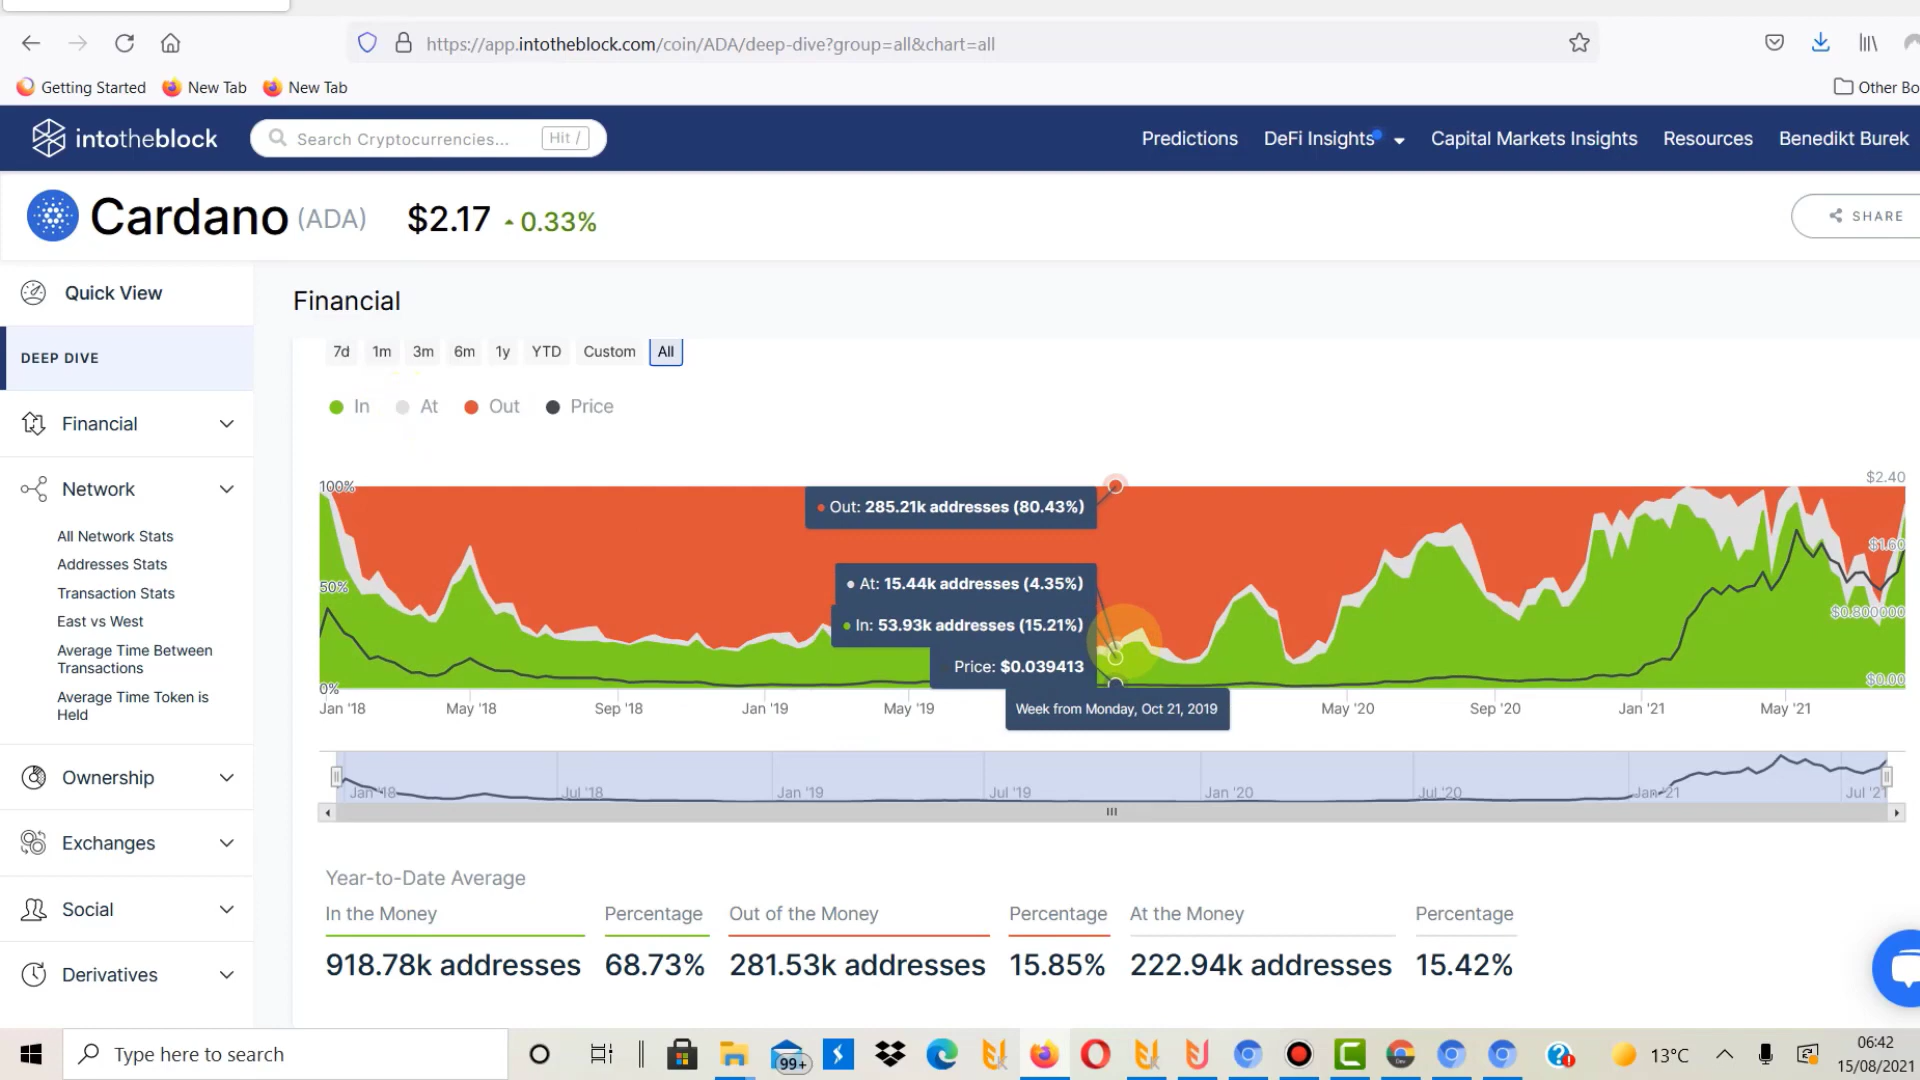 https://app.intotheblock.com/coin/ADA/deep-dive?group=all&chart=all
Getting Started
New Tab
New Tab
Other Bo
intotheblock
Search Cryptocurrencies...
Hit /
Predictions
DeFi Insights
Capital Markets Insights
Resources
Benedikt Burek
Cardano (ADA)
$2.17
0.33%
SHARE
Quick View
DEEP DIVE
Financial
Network
All Network Stats
Addresses Stats
Transaction Stats
East vs West
Average Time Between
Transactions
Average Time Token is
Held
Ownership
Exchanges
Social
Derivatives
Financial
7d 1m 3m 6m 1y YTD Custom All
In At Out Price
100%
50%
0%
$2.40
$1.60
$0.800000
$0.00
Out: 285.21k addresses (80.43%)
At: 15.44k addresses (4.35%)
In: 53.93k addresses (15.21%)
Price: $0.039413
Jan '18 May '18 Sep '18 Jan '19 May '19 Week from Monday, Oct 21, 2019 May '20 Sep '20 Jan '21 May '21
Jan '18 Jul '18 Jan '19 Jul '19 Jan '20 Jul '20 Jan '21 Jul '21
Year-to-Date Average
In the Money Percentage Out of the Money Percentage At the Money Percentage
918.78k addresses 68.73% 281.53k addresses 15.85% 222.94k addresses 15.42%
Type here to search
99+
13°C
06:42
15/08/2021